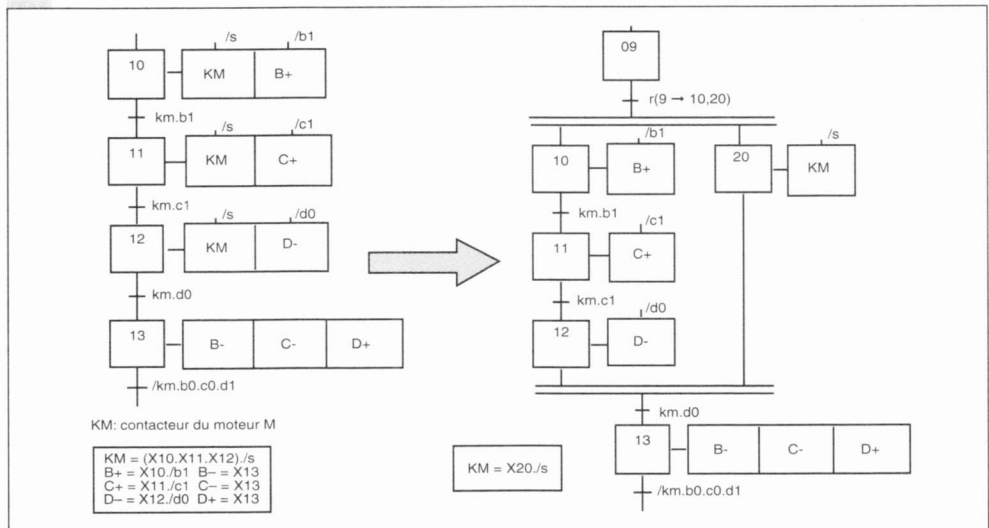 /s /b1
10 KM B+
km.b1
/s /c1
11 KM C+
km.c1
/s /d0
12 KM D-
km.d0
13 B- C- D+
/km.b0.c0.d1
KM: contacteur du moteur M
KM = (X10.X11.X12)./s
B+ = X10./b1 B– = X13
C+ = X11./c1 C– = X13
D– = X12./d0 D+ = X13
09
r(9 → 10,20)
/b1 /s
10 B+ 20 KM
km.b1
/c1
11 C+
km.c1
/d0
12 D-
km.d0
13 B- C- D+
/km.b0.c0.d1
KM = X20./s